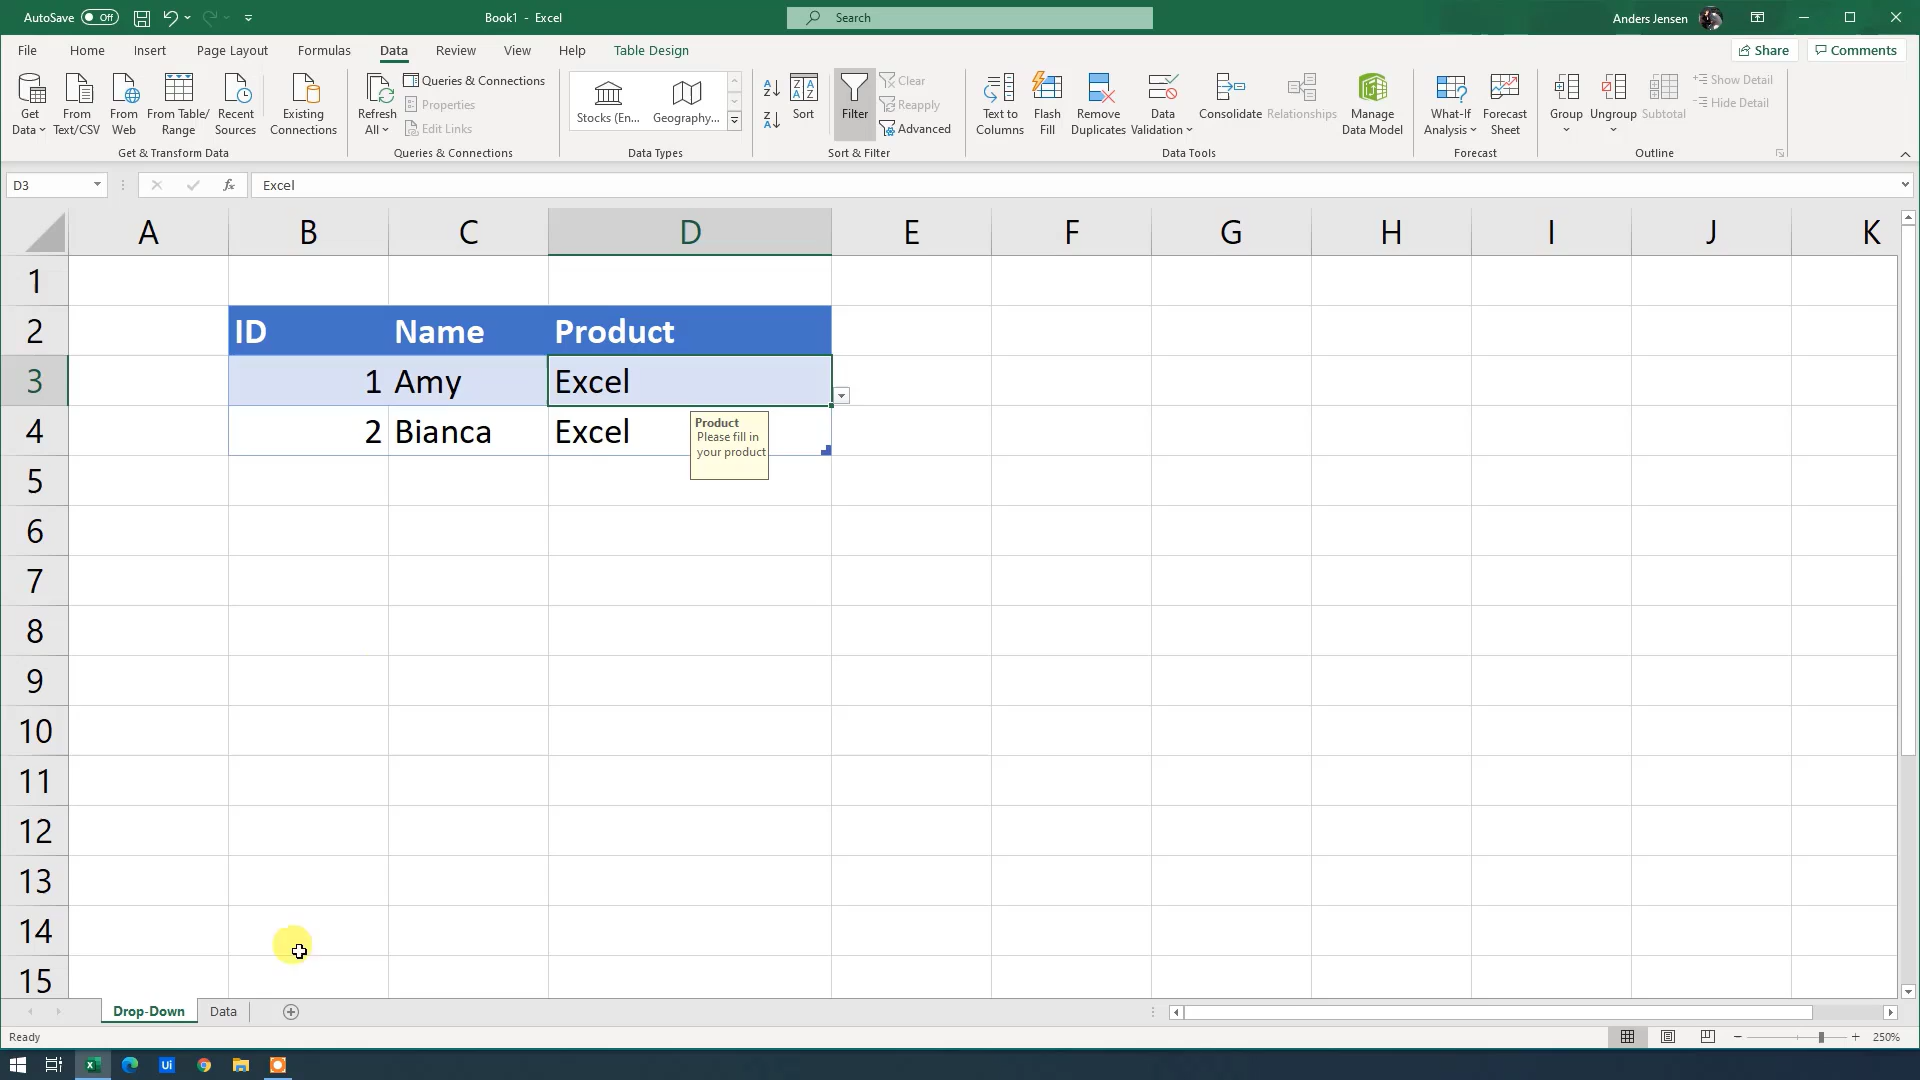 AutoSave Off
Book1 - Excel
Search
Anders Jensen
File Home Insert Page Layout Formulas Data Review View Help Table Design
Share Comments
Get Data
From Text/CSV
From Web
From Table/ Range
Recent Sources
Existing Connections
Get & Transform Data
Refresh All
Queries & Connections
Properties
Edit Links
Queries & Connections
Stocks (En...
Geography...
Data Types
Sort
Filter
Clear
Reapply
Advanced
Sort & Filter
Text to Columns
Flash Fill
Remove Duplicates
Data Validation
Consolidate
Relationships
Manage Data Model
Data Tools
What-If Analysis
Forecast Sheet
Forecast
Group
Ungroup
Subtotal
Show Detail
Hide Detail
Outline
D3
fx
Excel
A B C D E F G H I J K
1
2 ID Name Product
3 1 Amy Excel
4 2 Bianca Excel
Product
Please fill in
your product
5
6
7
8
9
10
11
12
13
14
15
Drop-Down Data
Ready
250%
Ui